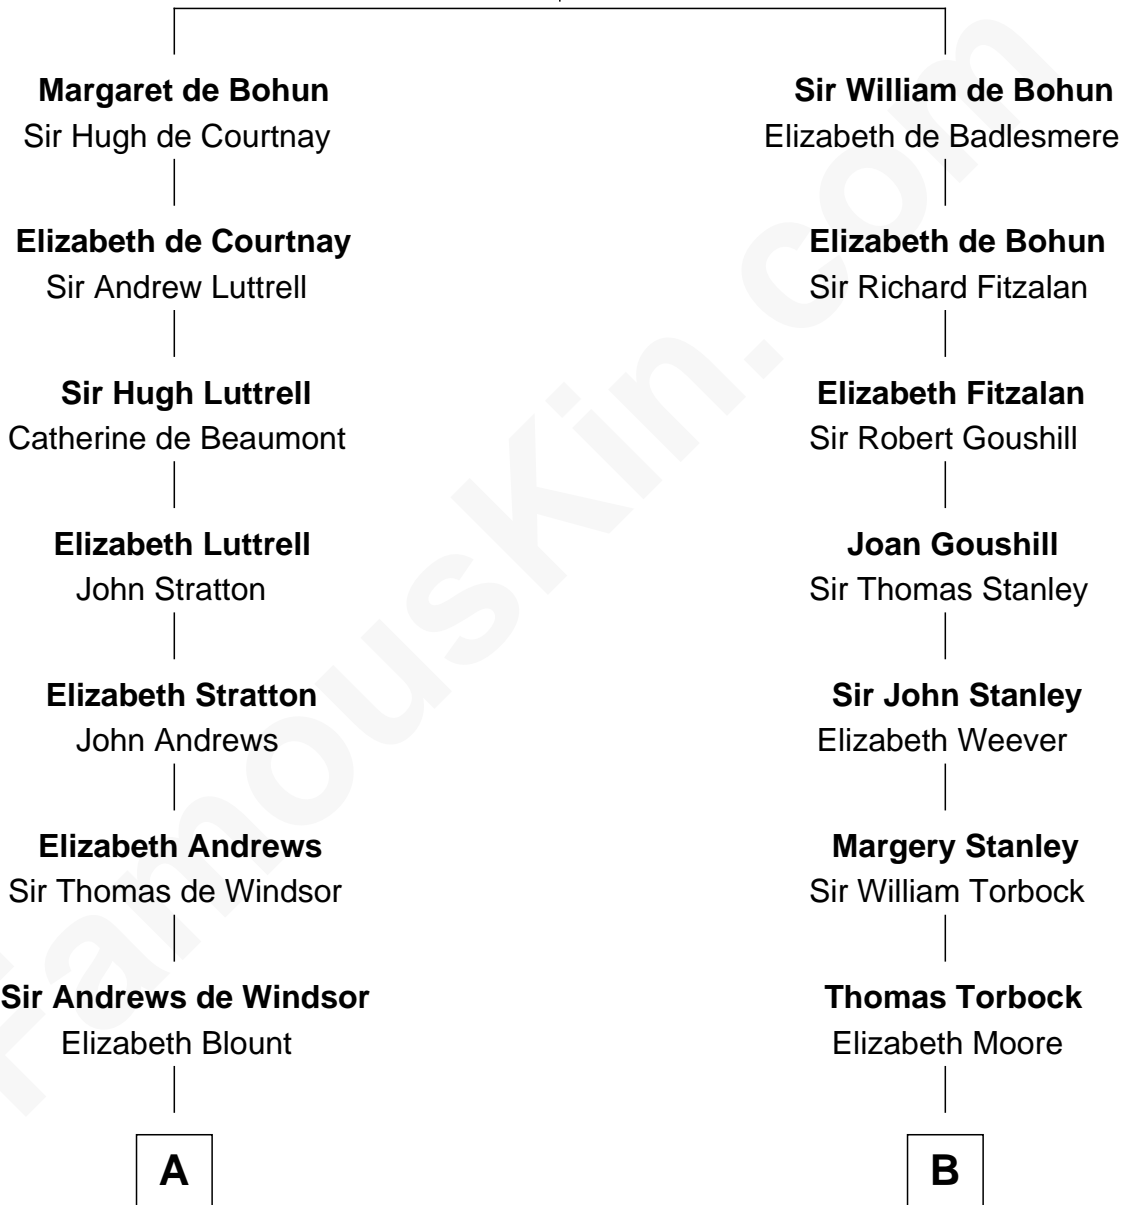 Margaret de Bohun
Sir Hugh de Courtnay
Elizabeth de Courtnay
Sir Andrew Luttrell
Sir Hugh Luttrell
Catherine de Beaumont
Elizabeth Luttrell
John Stratton
Elizabeth Stratton
John Andrews
Elizabeth Andrews
Sir Thomas de Windsor
Sir Andrews de Windsor
Elizabeth Blount
A
Sir William de Bohun
Elizabeth de Badlesmere
Elizabeth de Bohun
Sir Richard Fitzalan
Elizabeth Fitzalan
Sir Robert Goushill
Joan Goushill
Sir Thomas Stanley
Sir John Stanley
Elizabeth Weever
Margery Stanley
Sir William Torbock
Thomas Torbock
Elizabeth Moore
B
FamousKin.com